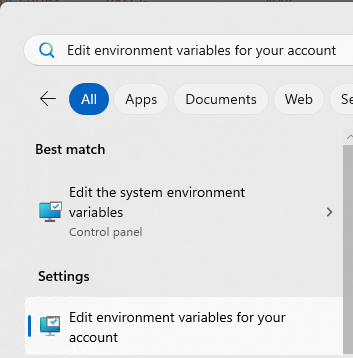 Edit environment variables for your account
All
Apps
Documents
Web
Best match
Edit the system environment
variables
Control panel
Settings
Edit environment variables for your
account